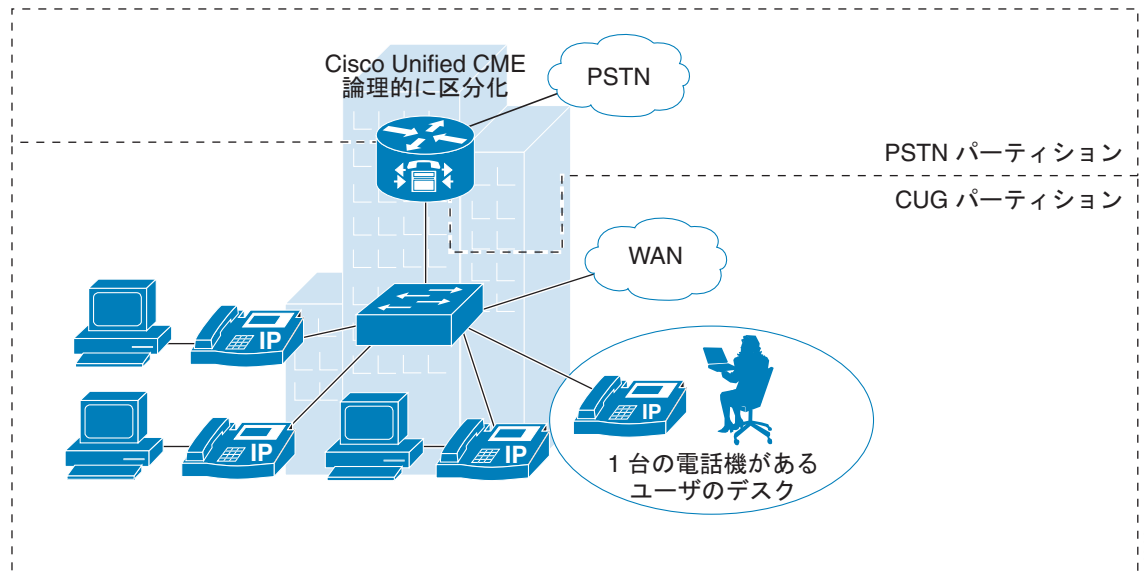 Cisco Unified CME
論理的に区分化
PSTN
PSTN パーティション
CUG パーティション
WAN
IP
IP
IP
IP
1 台の電話機がある
ユーザのデスク